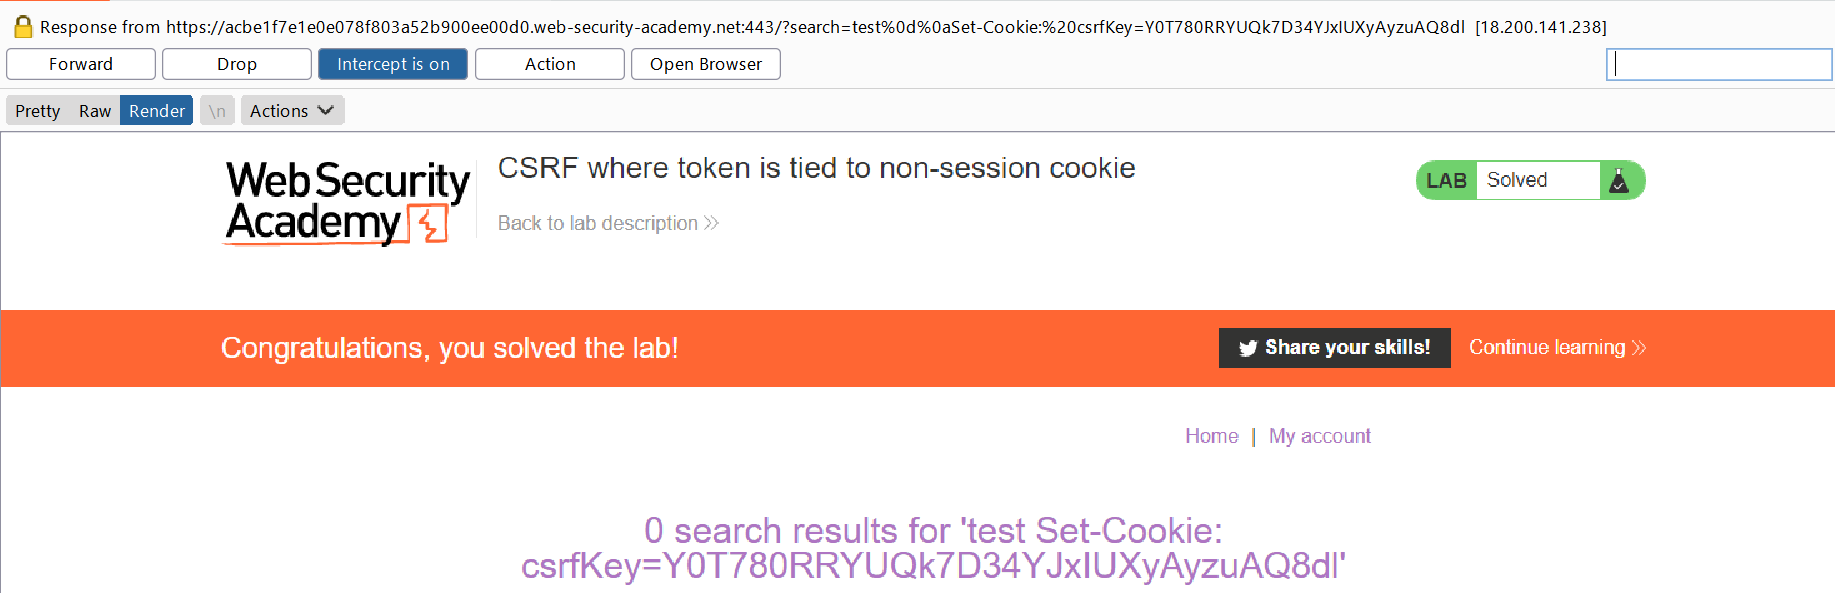 Response from https://acbe1f7e1e0e078f803a52b900ee00d0.web-security-academy.net:443/?search=test%0d%0aSet-Cookie:%20csrfKey=Y0T780RRYUQk7D34YJxIUXyAyzuAQ8dl [18.200.141.238]
Forward Drop Intercept is on Action Open Browser
Pretty Raw Render \n Actions
WebSecurity Academy
CSRF where token is tied to non-session cookie
Back to lab description
LAB Solved
Congratulations, you solved the lab!
Share your skills! Continue learning
Home | My account
0 search results for 'test Set-Cookie:
csrfKey=Y0T780RRYUQk7D34YJxIUXyAyzuAQ8dl'